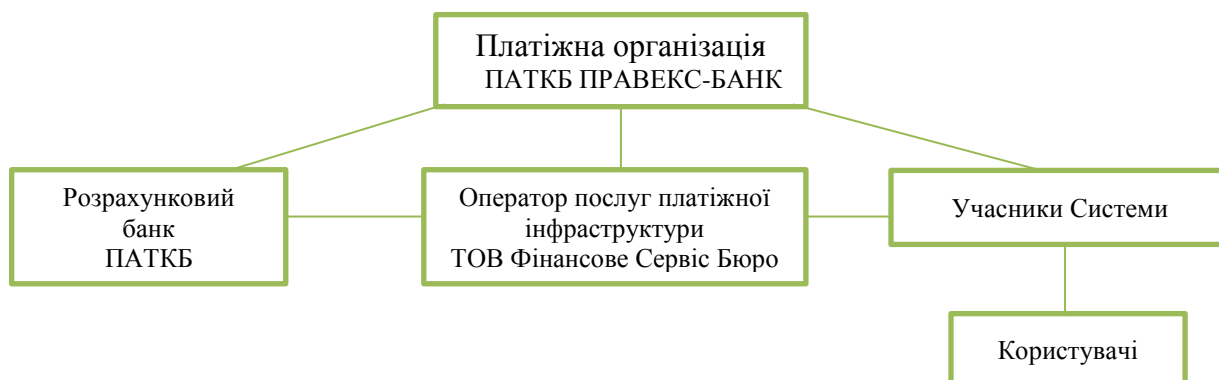 Платіжна організація
ПАТКБ ПРАВЕКС-БАНК
Розрахунковий
банк
ПАТКБ
Оператор послуг платіжної
інфраструктури
ТОВ Фінансове Сервіс Бюро
Учасники Системи
Користувачі